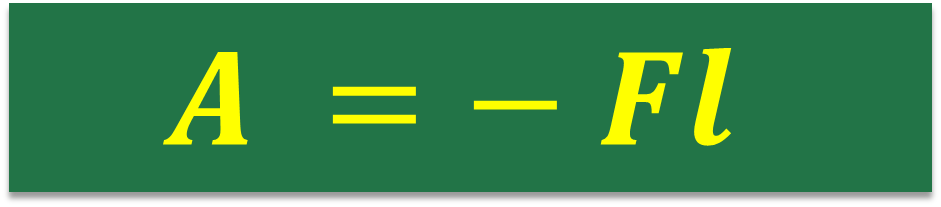 A = − Fl